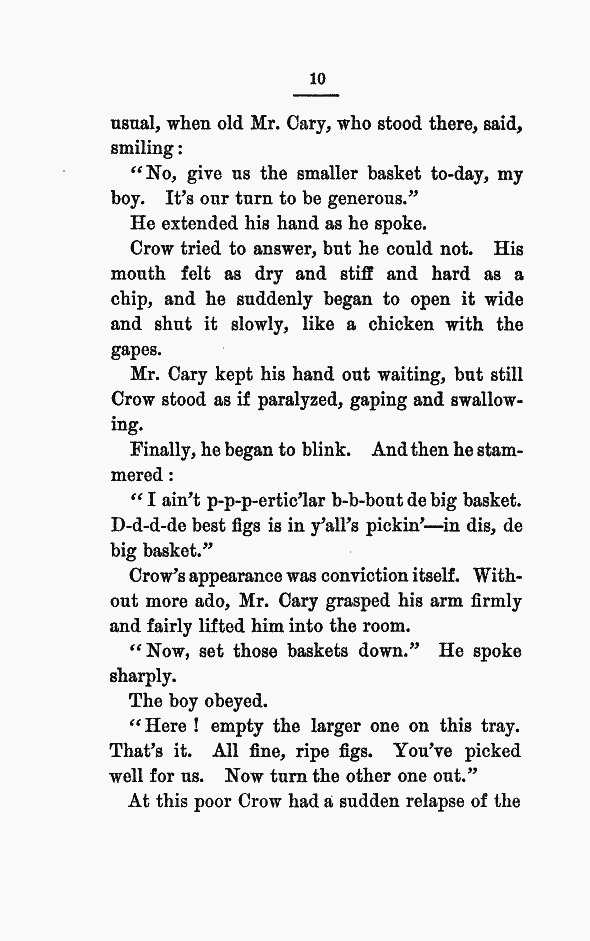 10
usual, when old Mr. Cary, who stood there, said,
smiling:
"No, give us the smaller basket to-day, my
boy. It's our turn to be generous."
He extended his hand as he spoke.
Crow tried to answer, but he could not. His
mouth felt as dry and stiff and hard as a
chip, and he suddenly began to open it wide
and shut it slowly, like a chicken with the
gapes.
Mr. Cary kept his hand out waiting, but still
Crow stood as if paralyzed, gaping and swallow-
ing.
Finally, he began to blink. And then he stam-
mered:
"I ain't p-p-p-ertic'lar b-b-bout de big basket.
D-d-d-de best figs is in y'all's pickin'—in dis, de
big basket."
Crow's appearance was conviction itself. With-
out more ado, Mr. Cary grasped his arm firmly
and fairly lifted him into the room.
"Now, set those baskets down." He spoke
sharply.
The boy obeyed.
"Here! empty the larger one on this tray.
That's it. All fine, ripe figs. You've picked
well for us. Now turn the other one out."
At this poor Crow had a sudden relapse of the